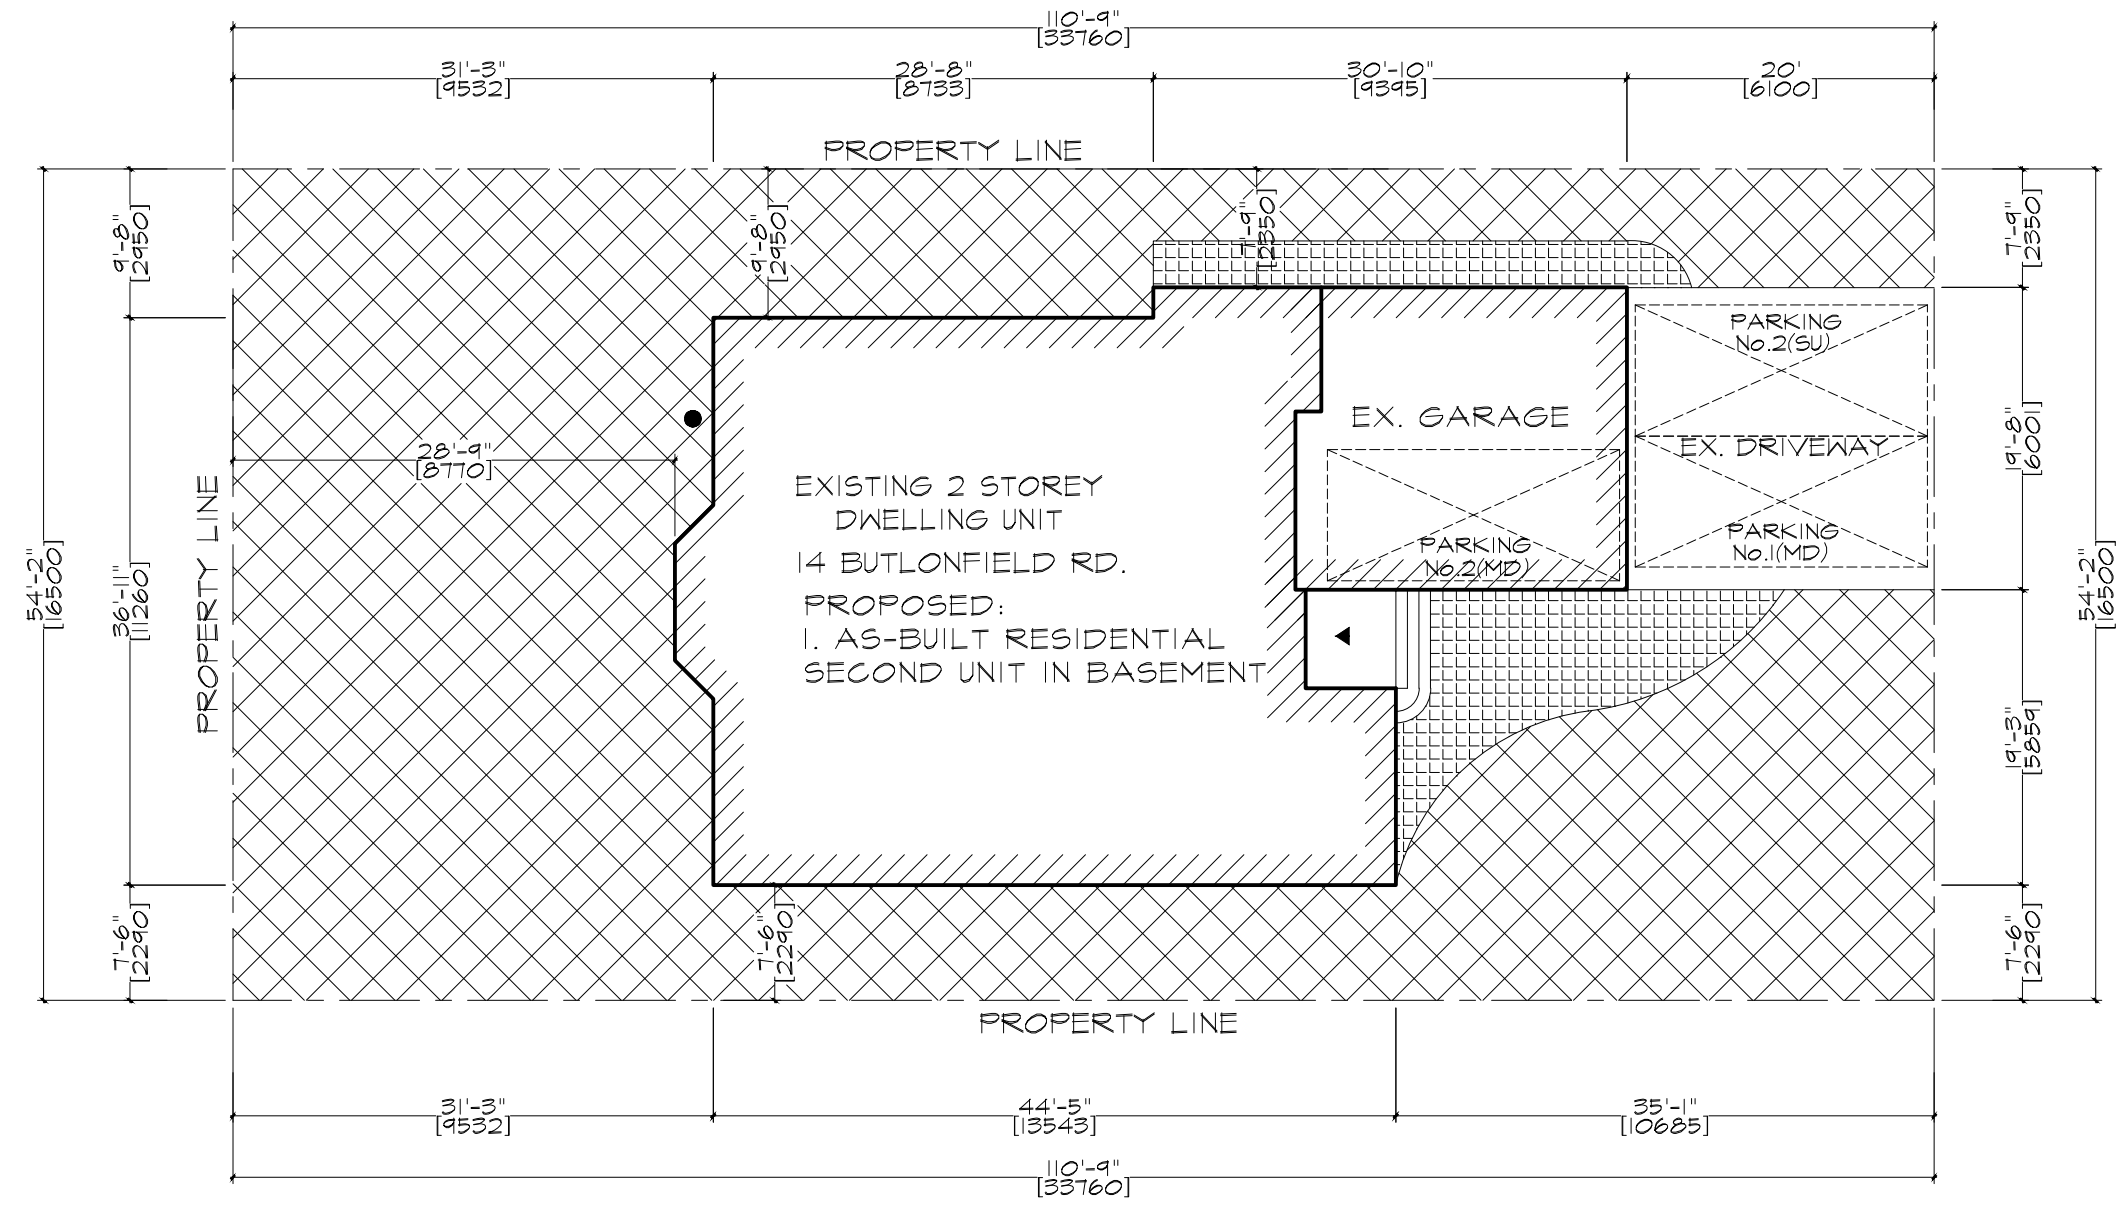 110'-9"
[33760]
31'-3"
[9532]
28'-8"
[8733]
30'-10"
[9395]
20'
[6100]
PROPERTY LINE
9'-8"
[2950]
9'-8"
[2950]
7'-9"
[2350]
7'-9"
[2350]
PARKING
No.2(SU)
EX. GARAGE
EX. DRIVEWAY
19'-8"
[6001]
28'-9"
[8770]
PROPERTY LINE
EXISTING 2 STOREY
DWELLING UNIT
14 BUTLONFIELD RD.
PROPOSED:
1. AS-BUILT RESIDENTIAL
SECOND UNIT IN BASEMENT
PARKING
No.2(MD)
PARKING
No.1(MD)
54'-2"
[16500]
36'-11"
[11260]
54'-2"
[16500]
19'-3"
[5859]
7'-6"
[2290]
7'-6"
[2290]
7'-6"
[2290]
PROPERTY LINE
31'-3"
[9532]
44'-5"
[13543]
35'-1"
[10685]
110'-9"
[33760]